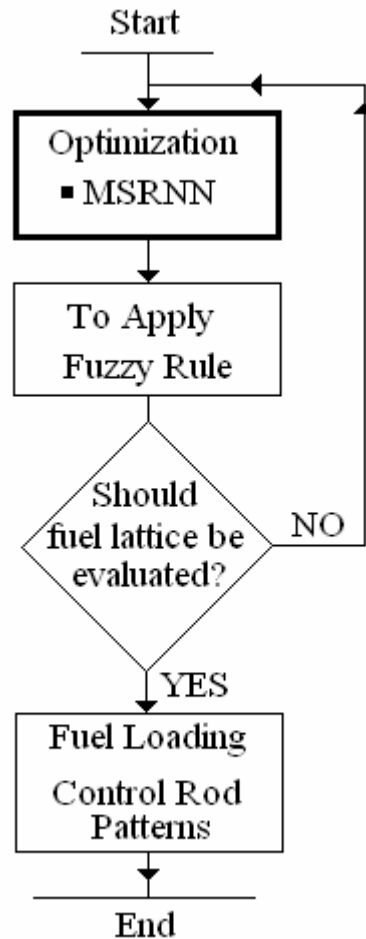 Start
Optimization
▪ MSRNN
To Apply
Fuzzy Rule
Should
fuel lattice be
evaluated?
NO
YES
Fuel Loading
Control Rod
Patterns
End